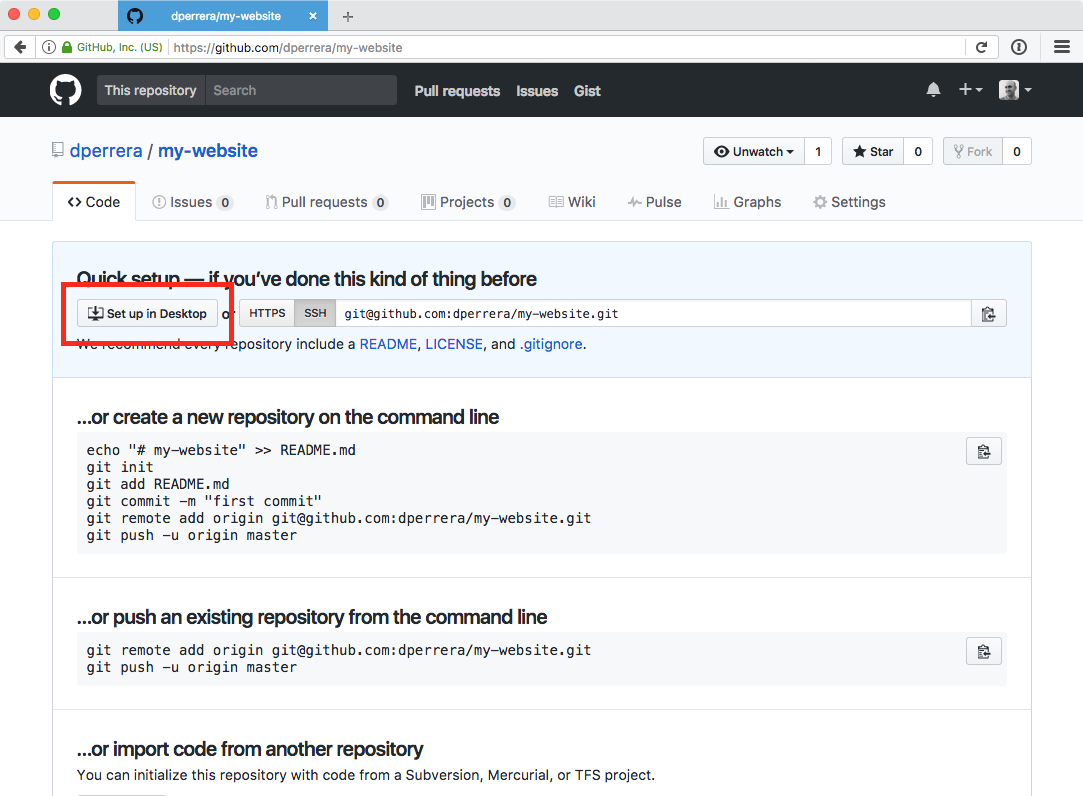 dperrera/my-website
GitHub, Inc. (US) https://github.com/dperrera/my-website
This repository Search Pull requests Issues Gist
dperrera / my-website Unwatch 1 Star 0 Fork 0
Code Issues 0 Pull requests 0 Projects 0 Wiki Pulse Graphs Settings
Quick setup — if you’ve done this kind of thing before
Set up in Desktop or HTTPS SSH git@github.com:dperrera/my-website.git
We recommend every repository include a README, LICENSE, and .gitignore.
…or create a new repository on the command line
echo "# my-website" >> README.md
git init
git add README.md
git commit -m "first commit"
git remote add origin git@github.com:dperrera/my-website.git
git push -u origin master
…or push an existing repository from the command line
git remote add origin git@github.com:dperrera/my-website.git
git push -u origin master
…or import code from another repository
You can initialize this repository with code from a Subversion, Mercurial, or TFS project.